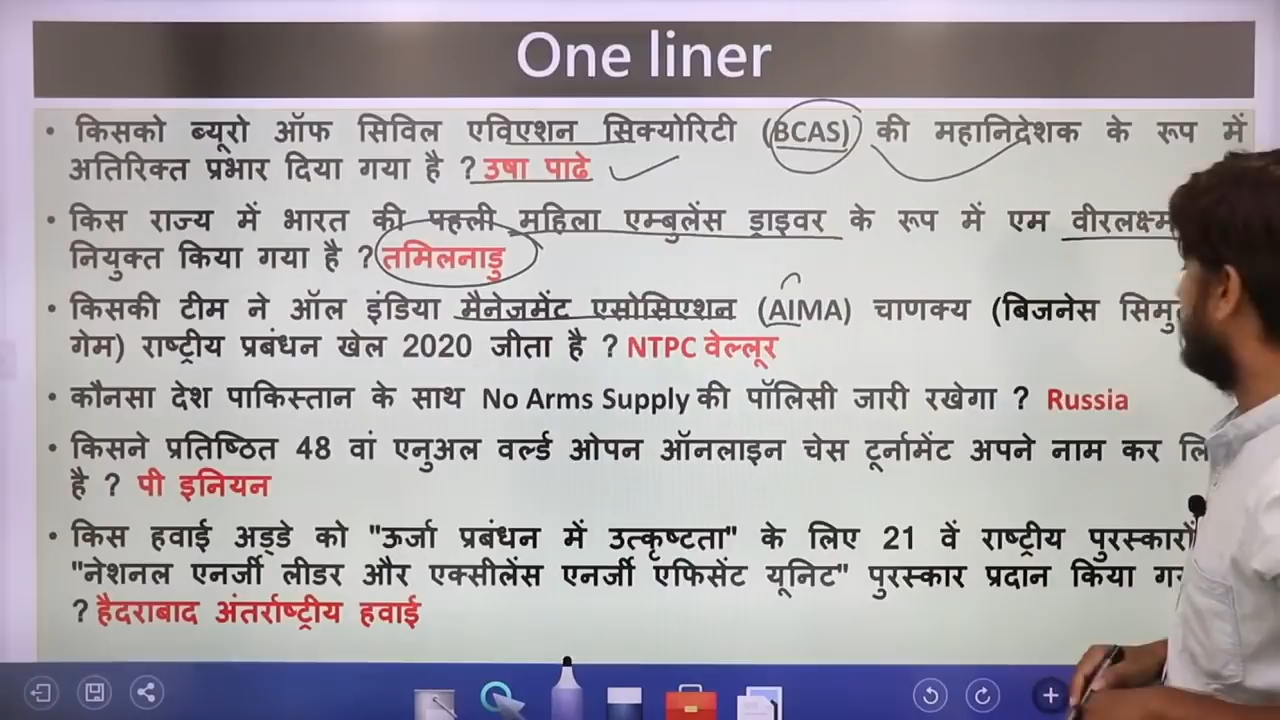 One liner
• किसको ब्यूरो ऑफ सिविल एविएशन सिक्योरिटी (BCAS) की महानिदेशक के रूप में
अतिरिक्त प्रभार दिया गया है ? उषा पाढे
• किस राज्य में भारत की पहली महिला एम्बुलेंस ड्राइवर के रूप में एम
नियुक्त किया गया है ? तमिलनाडु
• किसकी टीम ने ऑल इंडिया मैनेजमेंट एसोसिएशन (AIMA) चाणक्य (बिजनेस
गेम) राष्ट्रीय प्रबंधन खेल 2020 जीता है ? NTPC वेल्लूर
• कौनसा देश पाकिस्तान के साथ No Arms Supply की पॉलिसी जारी रखेगा ? Russia
• किसने प्रतिष्ठित 48 वां एनुअल वर्ल्ड ओपन ऑनलाइन चेस टूर्नामेंट अपने नाम कर
है ? पी इनियन
• किस हवाई अड्डे को "ऊर्जा प्रबंधन में उत्कृष्टता" के लिए 21 वें राष्ट्रीय पुरस्कारों
"नेशनल एनर्जी लीडर और एक्सीलेंस एनर्जी एफिसेंट यूनिट" पुरस्कार प्रदान किया
? हैदराबाद अंतर्राष्ट्रीय हवाई